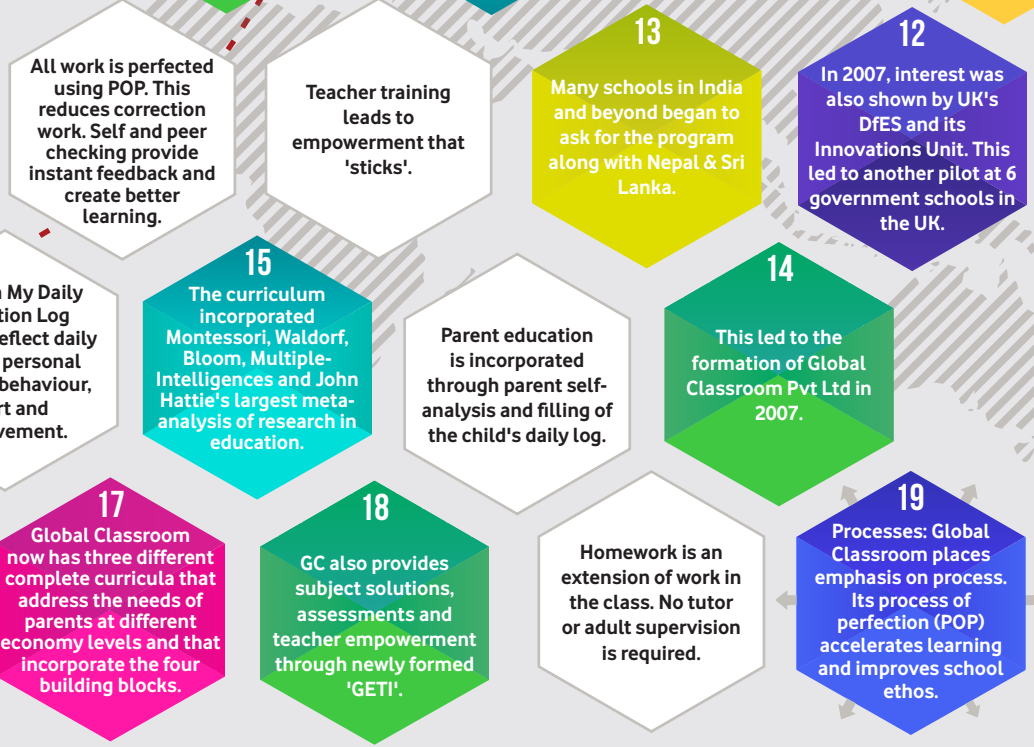 All work is perfected
using POP. This
reduces correction
work. Self and peer
checking provide
instant feedback and
create better
learning.
Teacher training
leads to
empowerment that
'sticks'.
13
Many schools in India
and beyond began to
ask for the program
along with Nepal & Sri
Lanka.
12
In 2007, interest was
also shown by UK's
DfES and its
Innovations Unit. This
led to another pilot at 6
government schools in
the UK.
My Daily
tion Log
eflect daily
personal
behaviour,
rt and
vement.
15
The curriculum
incorporated
Montessori, Waldorf,
Bloom, Multiple-
Intelligences and John
Hattie's largest meta-
analysis of research in
education.
Parent education
is incorporated
through parent self-
analysis and filling of
the child's daily log.
14
This led to the
formation of Global
Classroom Pvt Ltd in
2007.
17
Global Classroom
now has three different
complete curricula that
address the needs of
parents at different
economy levels and that
incorporate the four
building blocks.
18
GC also provides
subject solutions,
assessments and
teacher empowerment
through newly formed
'GETI'.
Homework is an
extension of work in
the class. No tutor
or adult supervision
is required.
19
Processes: Global
Classroom places
emphasis on process.
Its process of
perfection (POP)
accelerates learning
and improves school
ethos.